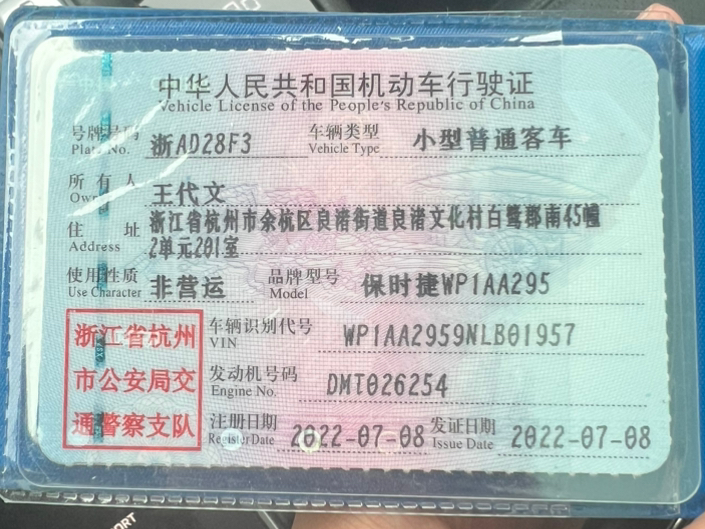 中华人民共和国机动车行驶证
Vehicle License of the People's Republic of China
号牌号码 浙AD28F3 车辆类型 小型普通客车
Plate No. Vehicle Type
所有人 王代文
Owner
住址 浙江省杭州市余杭区良渚街道良渚文化村白鹭郡南45幢
Address 2单元201室
使用性质 非营运 品牌型号 保时捷WP1AA295
Use Character Model
浙江省杭州 车辆识别代号 WP1AA2959NLB01957
VIN
市公安局交 发动机号码 DMT026254
Engine No.
通警察支队 注册日期 2022-07-08 发证日期 2022-07-08
Register Date Issue Date